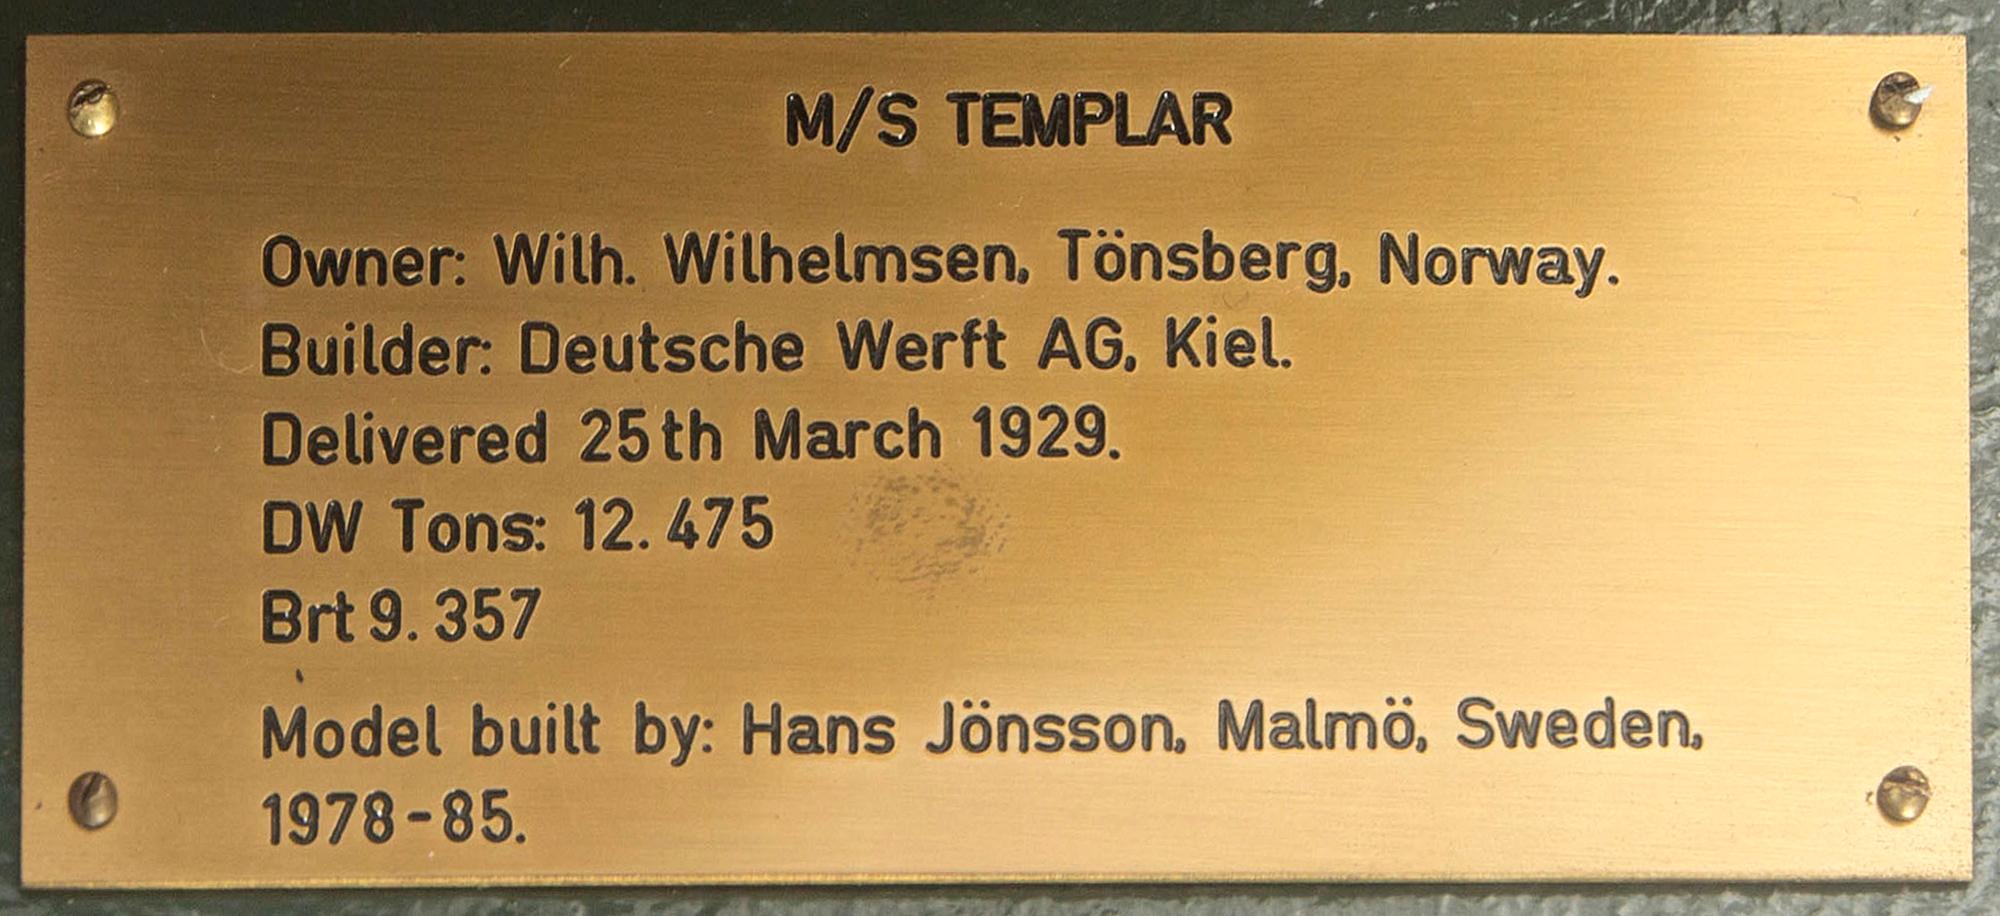 M/S TEMPLAR
Owner: Wilh. Wilhelmsen, Tönsberg, Norway.
Builder: Deutsche Werft AG, Kiel.
Delivered 25th March 1929.
DW Tons: 12.475
Brt 9.357
Model built by: Hans Jönsson, Malmö, Sweden,
1978-85.